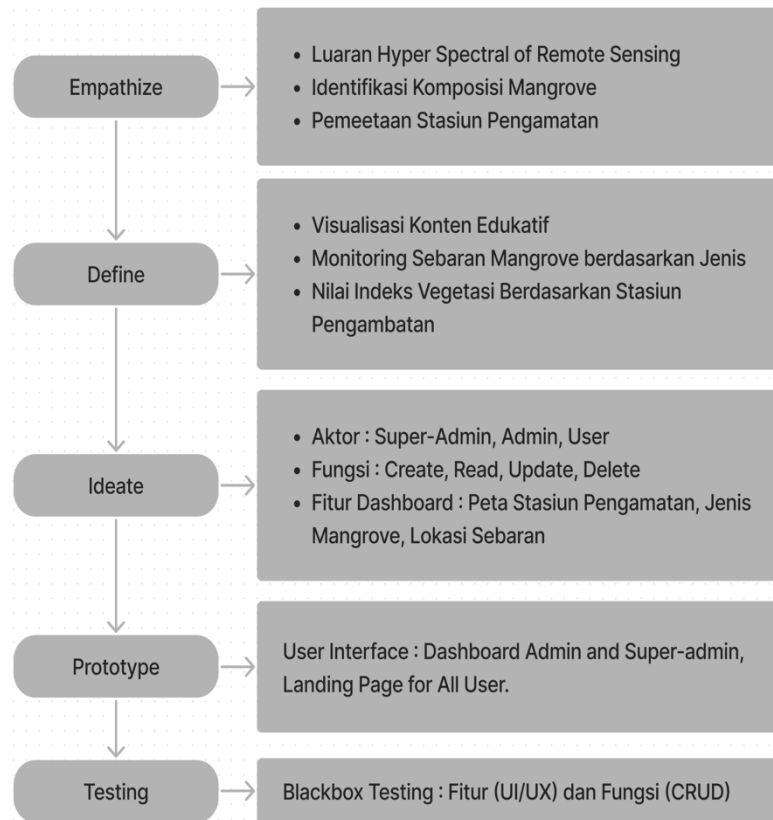 Empathize
• Luaran Hyper Spectral of Remote Sensing
• Identifikasi Komposisi Mangrove
• Pemeetaan Stasiun Pengamatan
Define
• Visualisasi Konten Edukatif
• Monitoring Sebaran Mangrove berdasarkan Jenis
• Nilai Indeks Vegetasi Berdasarkan Stasiun
Pengambatan
Ideate
• Aktor : Super-Admin, Admin, User
• Fungsi : Create, Read, Update, Delete
• Fitur Dashboard : Peta Stasiun Pengamatan, Jenis
Mangrove, Lokasi Sebaran
Prototype
User Interface : Dashboard Admin and Super-admin,
Landing Page for All User.
Testing
Blackbox Testing : Fitur (UI/UX) dan Fungsi (CRUD)